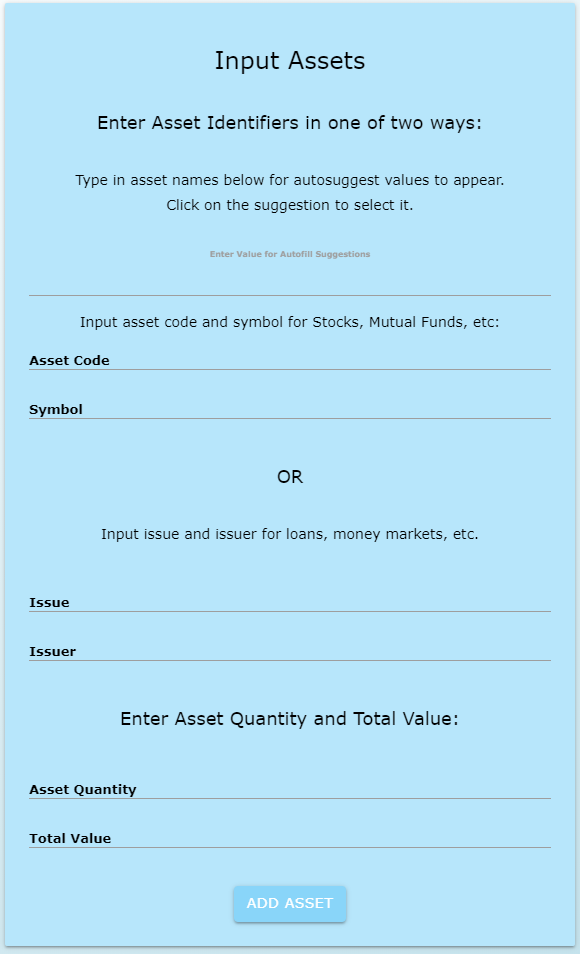 Input Assets
Enter Asset Identifiers in one of two ways:
Type in asset names below for autosuggest values to appear.
Click on the suggestion to select it.
Enter Value for Autofill Suggestions
Input asset code and symbol for Stocks, Mutual Funds, etc:
Asset Code
Symbol
OR
Input issue and issuer for loans, money markets, etc.
Issue
Issuer
Enter Asset Quantity and Total Value:
Asset Quantity
Total Value
ADD ASSET